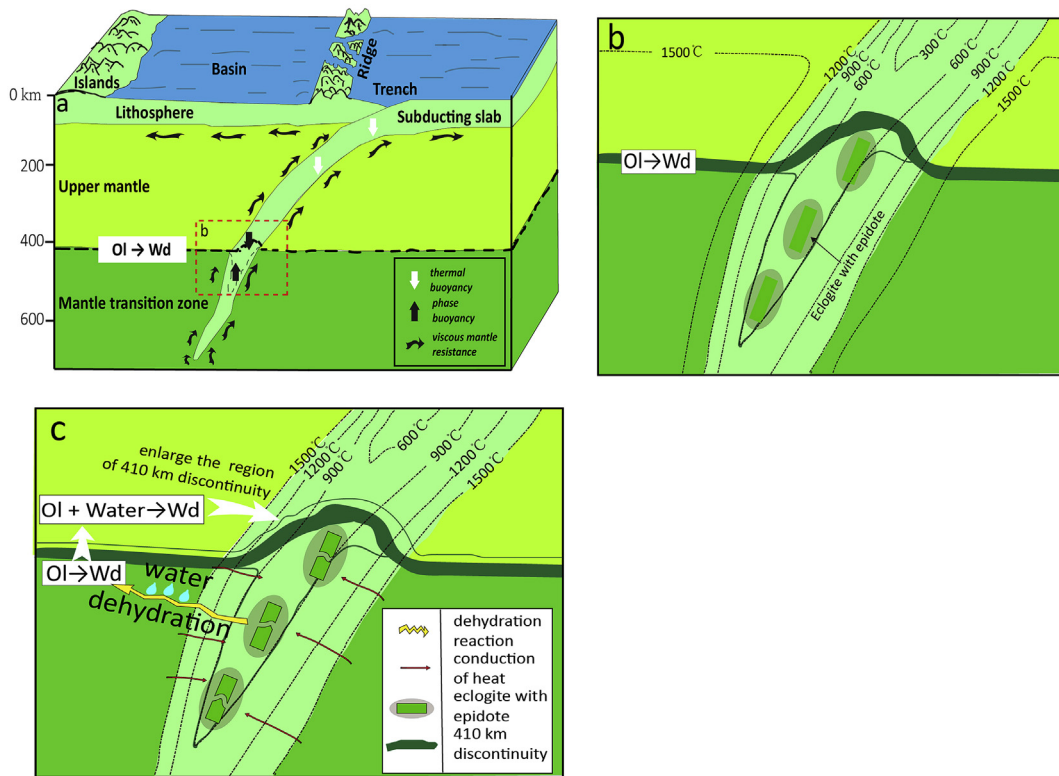 a
Islands
Basin
Ridge
Trench
0 km
Lithosphere
Subducting slab
200
Upper mantle
400
Ol → Wd
b
Mantle transition zone
600
thermal
buoyancy
phase
buoyancy
viscous mantle
resistance
b
1500℃
1200℃
900℃
600℃
300℃
600℃
900℃
1200℃
1500℃
Ol→Wd
Eclogite with epidote
c
enlarge the region
of 410 km discontinuity
1500℃
1200℃
900℃
600℃
900℃
1200℃
1500℃
Ol + Water→Wd
Ol→Wd
water
dehydration
dehydration
reaction
conduction
of heat
eclogite with
epidote
410 km
discontinuity